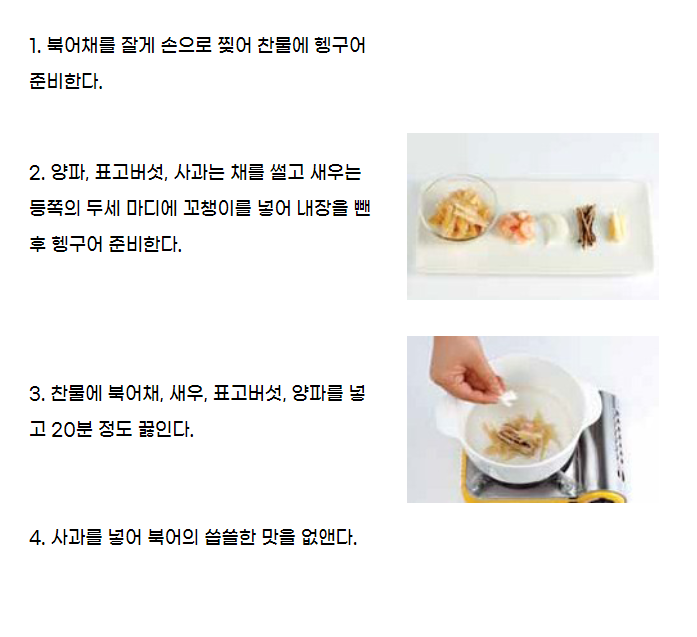 1. 북어채를 잘게 손으로 찢어 찬물에 헹구어
준비한다.
2. 양파, 표고버섯, 사과는 채를 썰고 새우는
등쪽의 두세 마디에 꼬챙이를 넣어 내장을 뺀
후 헹구어 준비한다.
3. 찬물에 북어채, 새우, 표고버섯, 양파를 넣
고 20분 정도 끓인다.
4. 사과를 넣어 북어의 씁쓸한 맛을 없앤다.